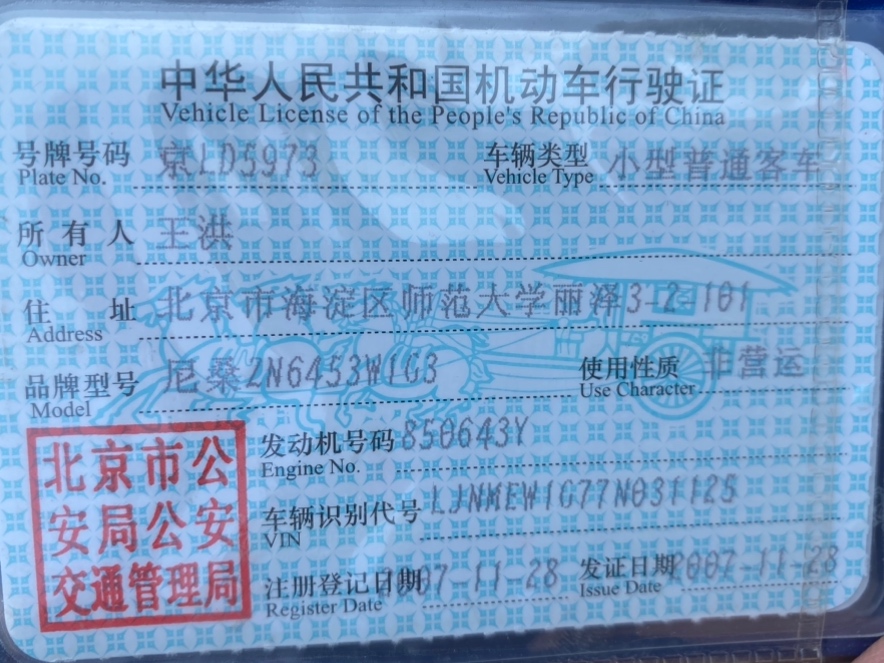 中华人民共和国机动车行驶证
Vehicle License of the People's Republic of China
号牌号码 京LD5973 车辆类型 小型普通客车
Plate No. Vehicle Type
所有人 王洪
Owner
住址 北京市海淀区师范大学丽泽3-2-101
Address
品牌型号 尼桑ZN6453W1G3 使用性质 非营运
Model Use Character
发动机号码 850643Y
Engine No.
车辆识别代号 LJNMEW1G77N031125
VIN
注册登记日期 2007-11-28 发证日期 2007-11-28
Register Date Issue Date
北京市公
安局公安
交通管理局